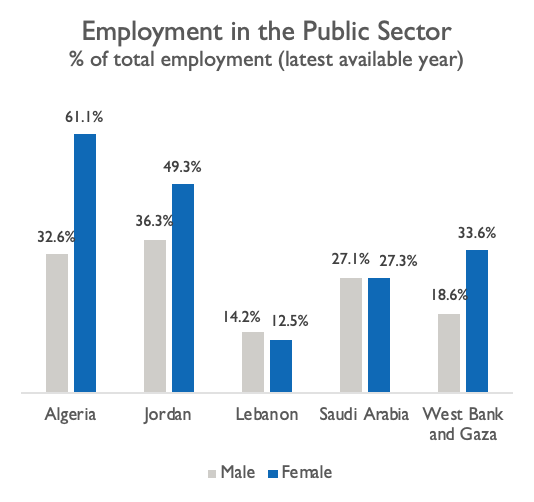 Employment in the Public Sector
% of total employment (latest available year)
61.1%
49.3%
32.6%
36.3%
33.6%
27.1%
27.3%
18.6%
14.2%
12.5%
Algeria
Jordan
Lebanon
Saudi Arabia
West Bank
and Gaza
Male
Female